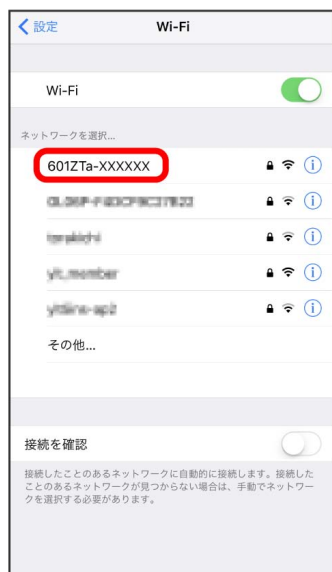 設定
Wi-Fi
Wi-Fi
ネットワークを選択...
601ZTa-XXXXXX
その他...
接続を確認
接続したことのあるネットワークに自動的に接続します。接続した
ことのあるネットワークが見つからない場合は、手動でネットワー
クを選択する必要があります。